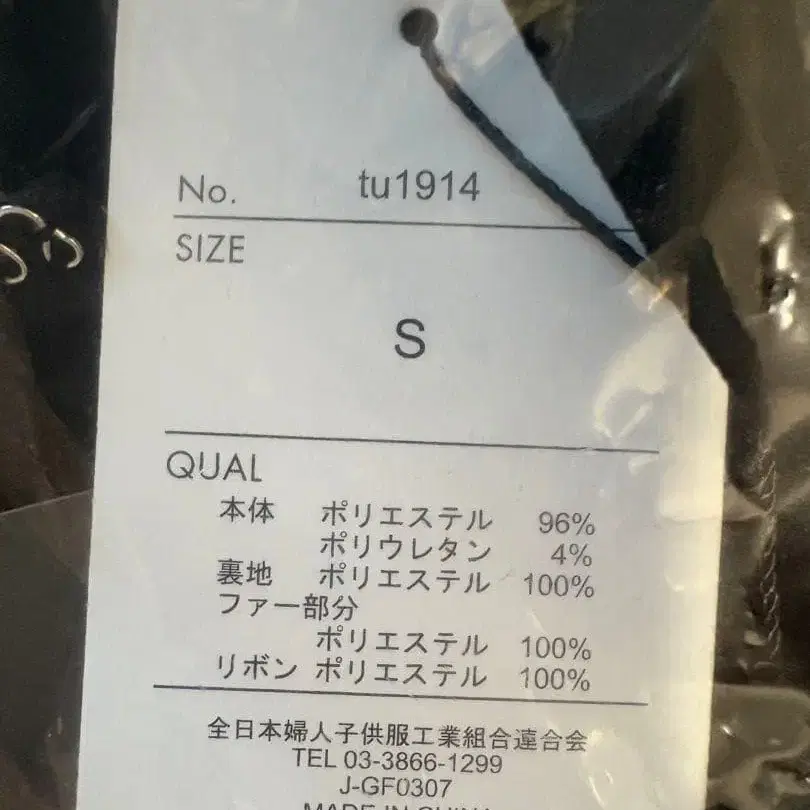 No. tu1914
SIZE
S
QUAL
本体 ポリエステル 96%
ポリウレタン 4%
裏地 ポリエステル 100%
ファー部分
ポリエステル 100%
リボン ポリエステル 100%
全日本婦人子供服工業組合連合会
TEL 03-3866-1299
J-GF0307
MADE IN CHINA